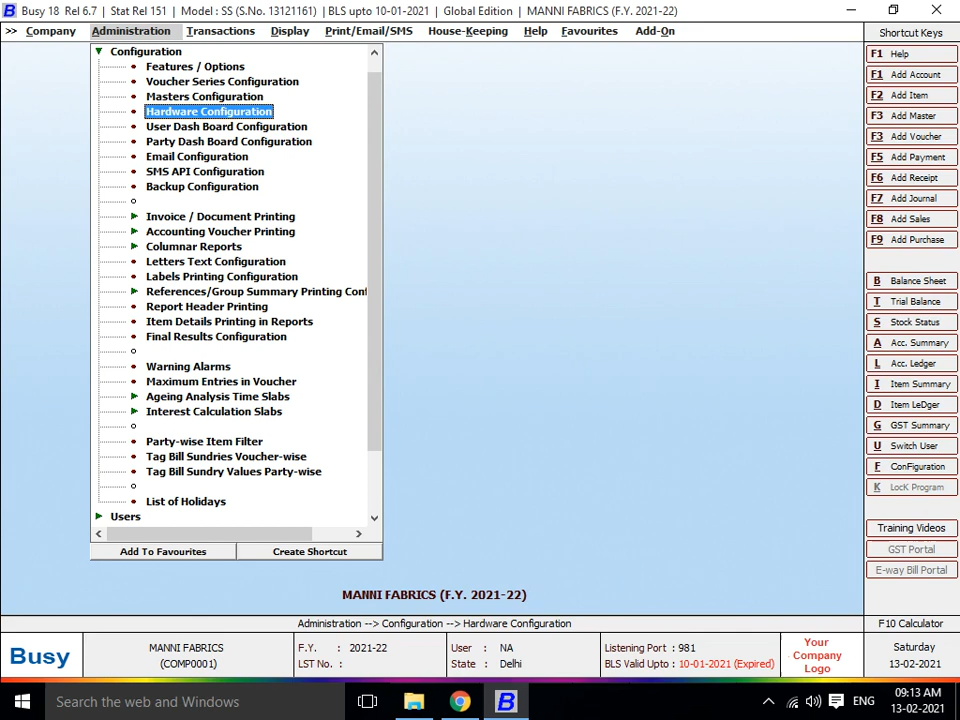 Busy 18 Rel 6.7 | Stat Rel 151 | Model : SS (S.No. 13121161) | BLS upto 10-01-2021 | Global Edition | MANNI FABRICS (F.Y. 2021-22)
>> Company Administration Transactions Display Print/Email/SMS House-Keeping Help Favourites Add-On
Configuration
Features / Options
Voucher Series Configuration
Masters Configuration
Hardware Configuration
User Dash Board Configuration
Party Dash Board Configuration
Email Configuration
SMS API Configuration
Backup Configuration
Invoice / Document Printing
Accounting Voucher Printing
Columnar Reports
Letters Text Configuration
Labels Printing Configuration
References/Group Summary Printing Conf
Report Header Printing
Item Details Printing in Reports
Final Results Configuration
Warning Alarms
Maximum Entries in Voucher
Ageing Analysis Time Slabs
Interest Calculation Slabs
Party-wise Item Filter
Tag Bill Sundries Voucher-wise
Tag Bill Sundry Values Party-wise
List of Holidays
Users
Add To Favourites Create Shortcut
Shortcut Keys
F1 Help
F1 Add Account
F2 Add Item
F3 Add Master
F3 Add Voucher
F5 Add Payment
F6 Add Receipt
F7 Add Journal
F8 Add Sales
F9 Add Purchase
B Balance Sheet
T Trial Balance
S Stock Status
A Acc. Summary
L Acc. Ledger
I Item Summary
D Item LeDger
G GST Summary
U Switch User
F ConFiguration
K LocK Program
Training Videos
GST Portal
E-way Bill Portal
MANNI FABRICS (F.Y. 2021-22)
Administration --> Configuration --> Hardware Configuration
F10 Calculator
Busy
MANNI FABRICS
(COMP0001)
F.Y. : 2021-22
LST No. :
User : NA
State : Delhi
Listening Port : 981
BLS Valid Upto : 10-01-2021 (Expired)
Your
Company
Logo
Saturday
13-02-2021
Search the web and Windows
ENG
09:13 AM
13-02-2021